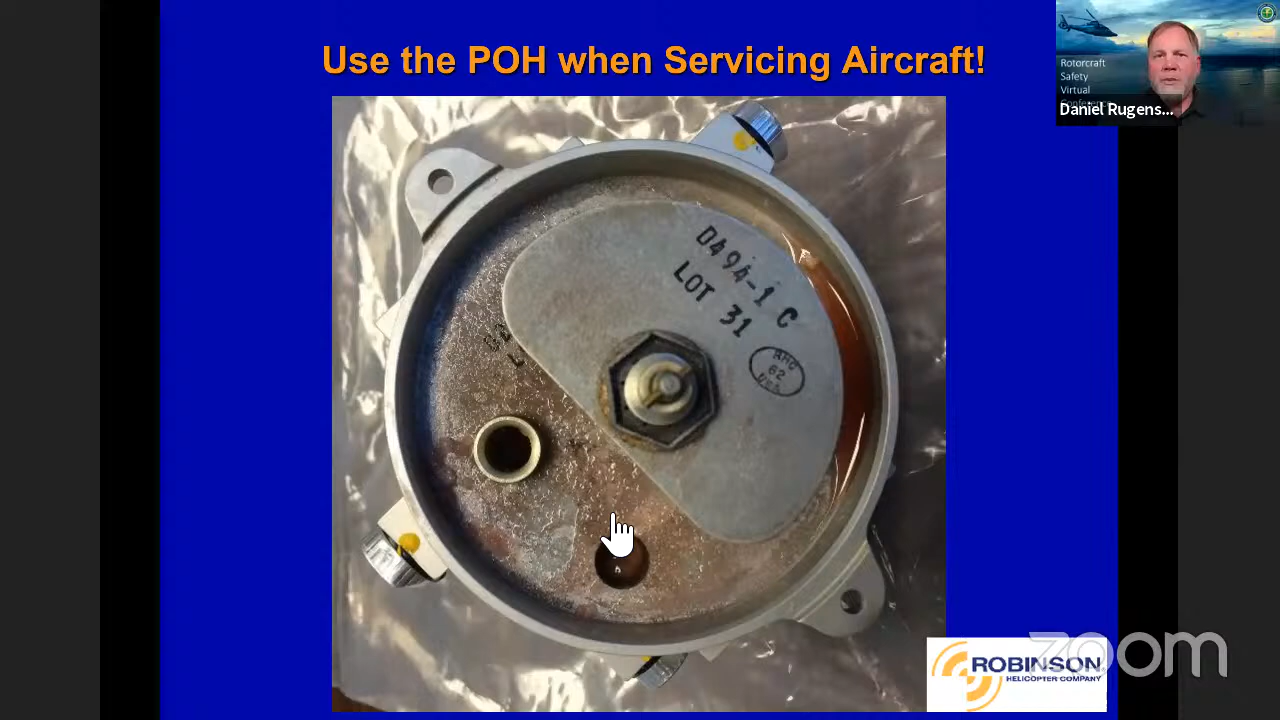 Use the POH when Servicing Aircraft!
Rotorcraft
Safety
Virtual
Daniel Rugens...
D494-1 C
LOT 31
62
ROBINSON
HELICOPTER COMPANY
zoom